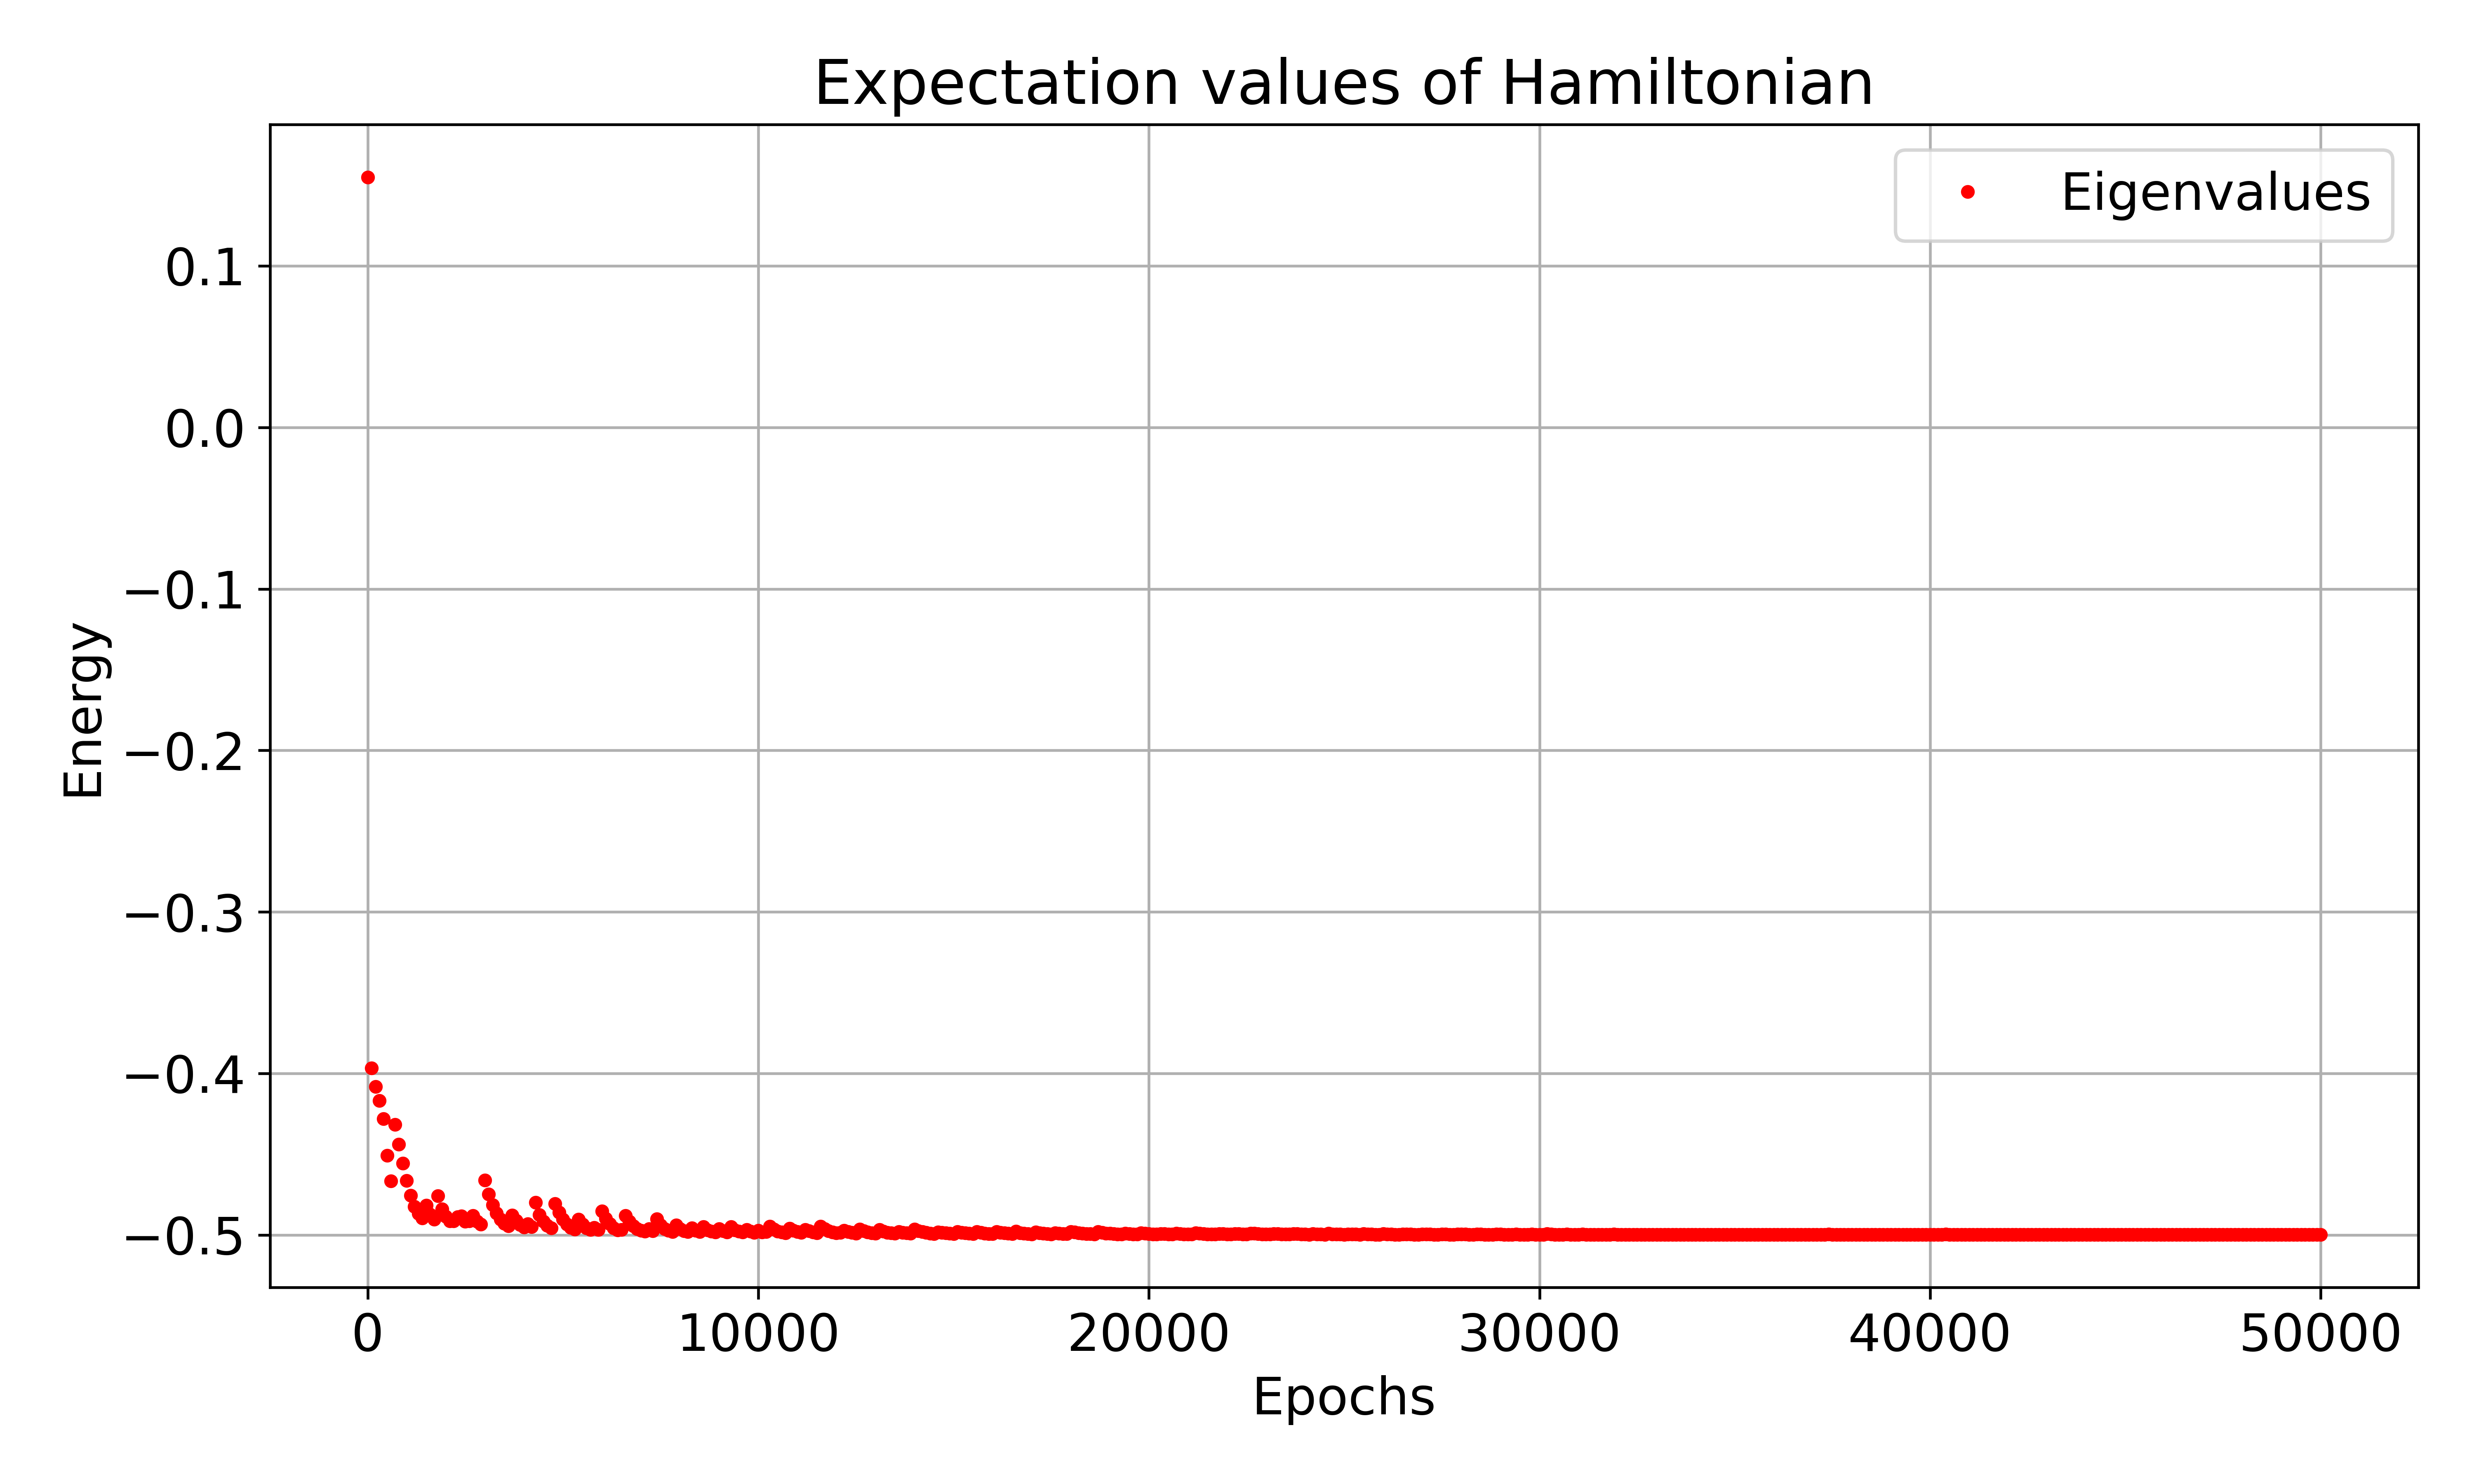 Expectation values of Hamiltonian
Eigenvalues
0.1
0.0
−0.1
−0.2
−0.3
−0.4
−0.5
Energy
0 10000 20000 30000 40000 50000
Epochs